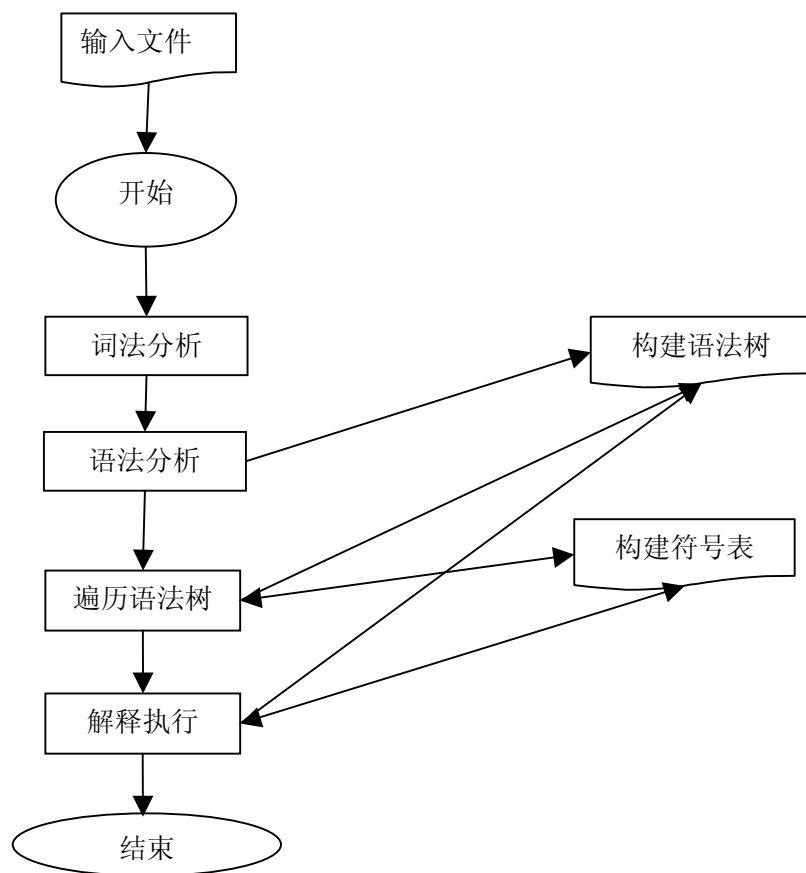 输入文件
开始
词法分析
构建语法树
语法分析
构建符号表
遍历语法树
解释执行
结束